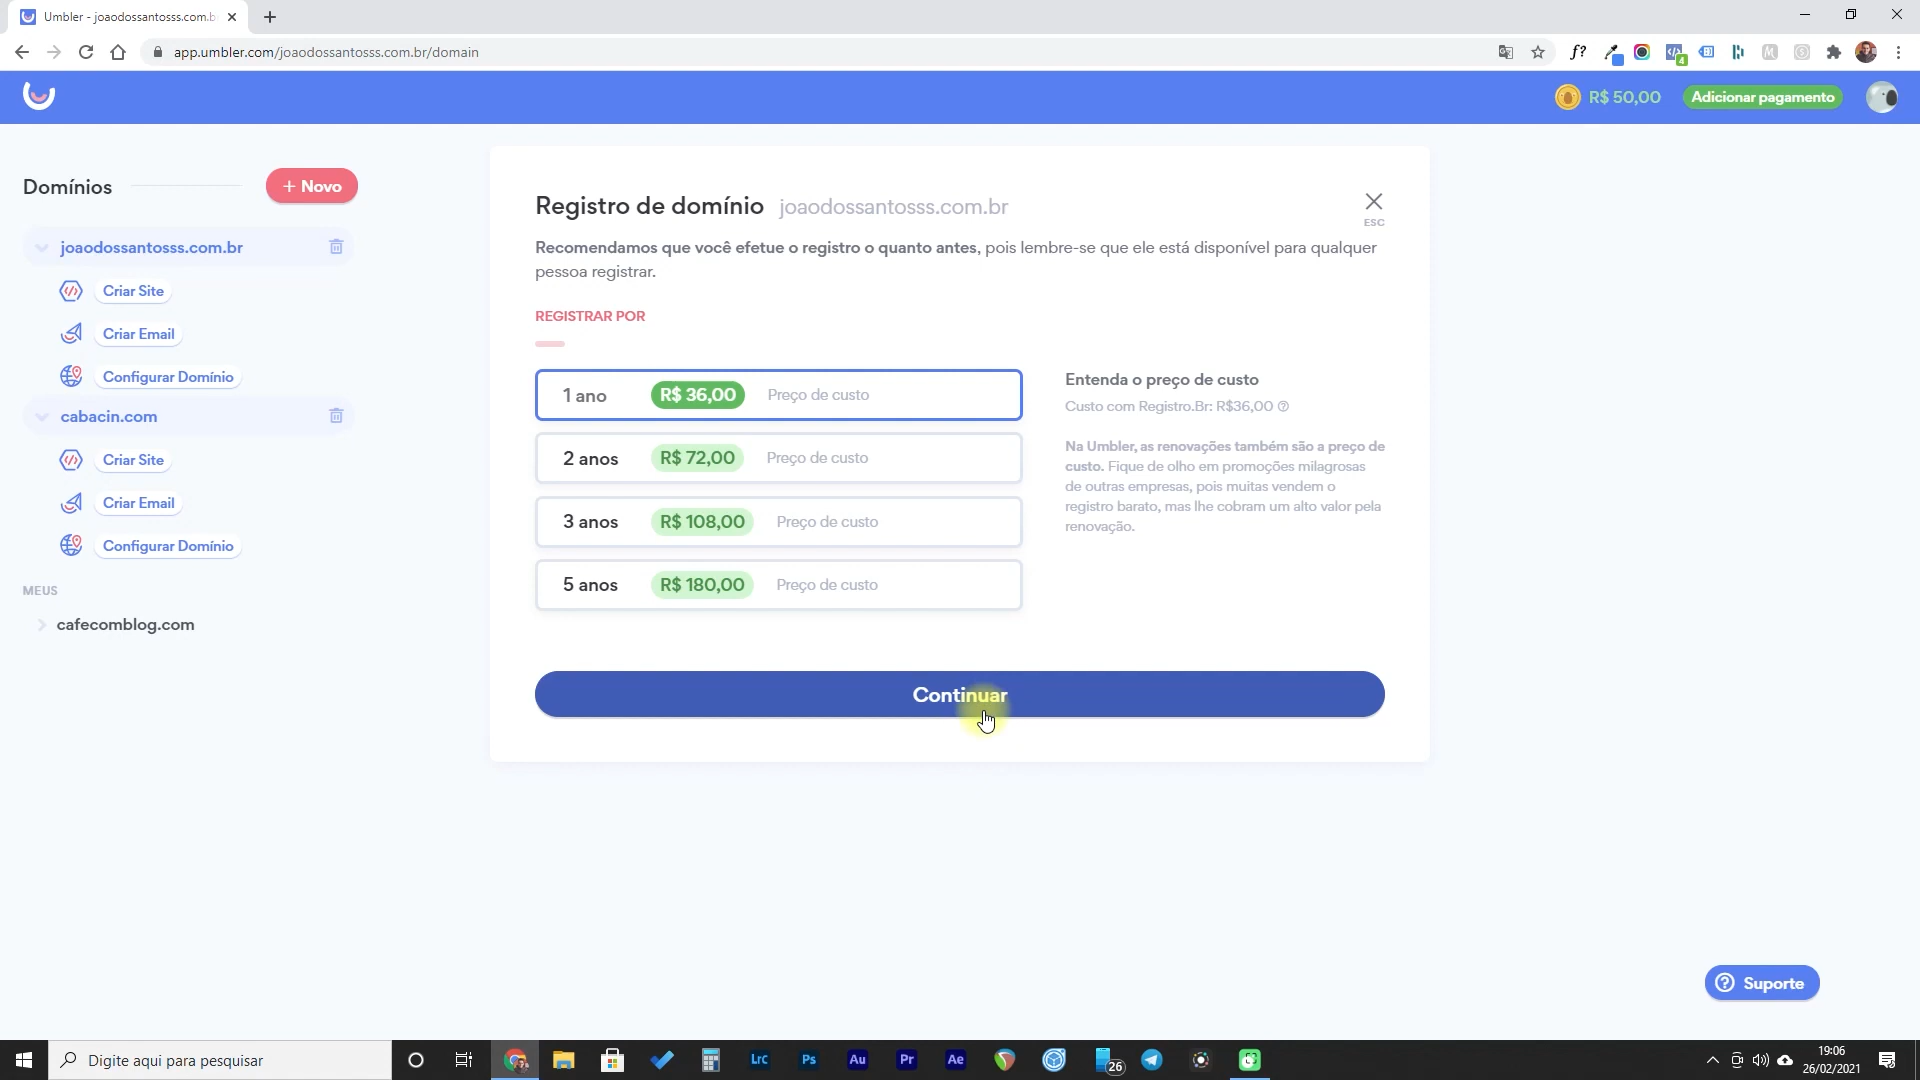 Umbler - joaodossantosss.com.b
app.umbler.com/joaodossantosss.com.br/domain
f?
4
R$ 50,00
Adicionar pagamento
Domínios
+ Novo
joaodossantosss.com.br
Criar Site
Criar Email
Configurar Domínio
cabacin.com
Criar Site
Criar Email
Configurar Domínio
MEUS
cafecomblog.com
Registro de domínio joaodossantosss.com.br
ESC
Recomendamos que você efetue o registro o quanto antes, pois lembre-se que ele está disponível para qualquer
pessoa registrar.
REGISTRAR POR
1 ano R$ 36,00 Preço de custo
2 anos R$ 72,00 Preço de custo
3 anos R$ 108,00 Preço de custo
5 anos R$ 180,00 Preço de custo
Entenda o preço de custo
Custo com Registro.Br: R$36,00
Na Umbler, as renovações também são a preço de
custo. Fique de olho em promoções milagrosas
de outras empresas, pois muitas vendem o
registro barato, mas lhe cobram um alto valor pela
renovação.
Continuar
Suporte
Digite aqui para pesquisar
Lrc
Ps
Au
Pr
Ae
26
19:06
26/02/2021